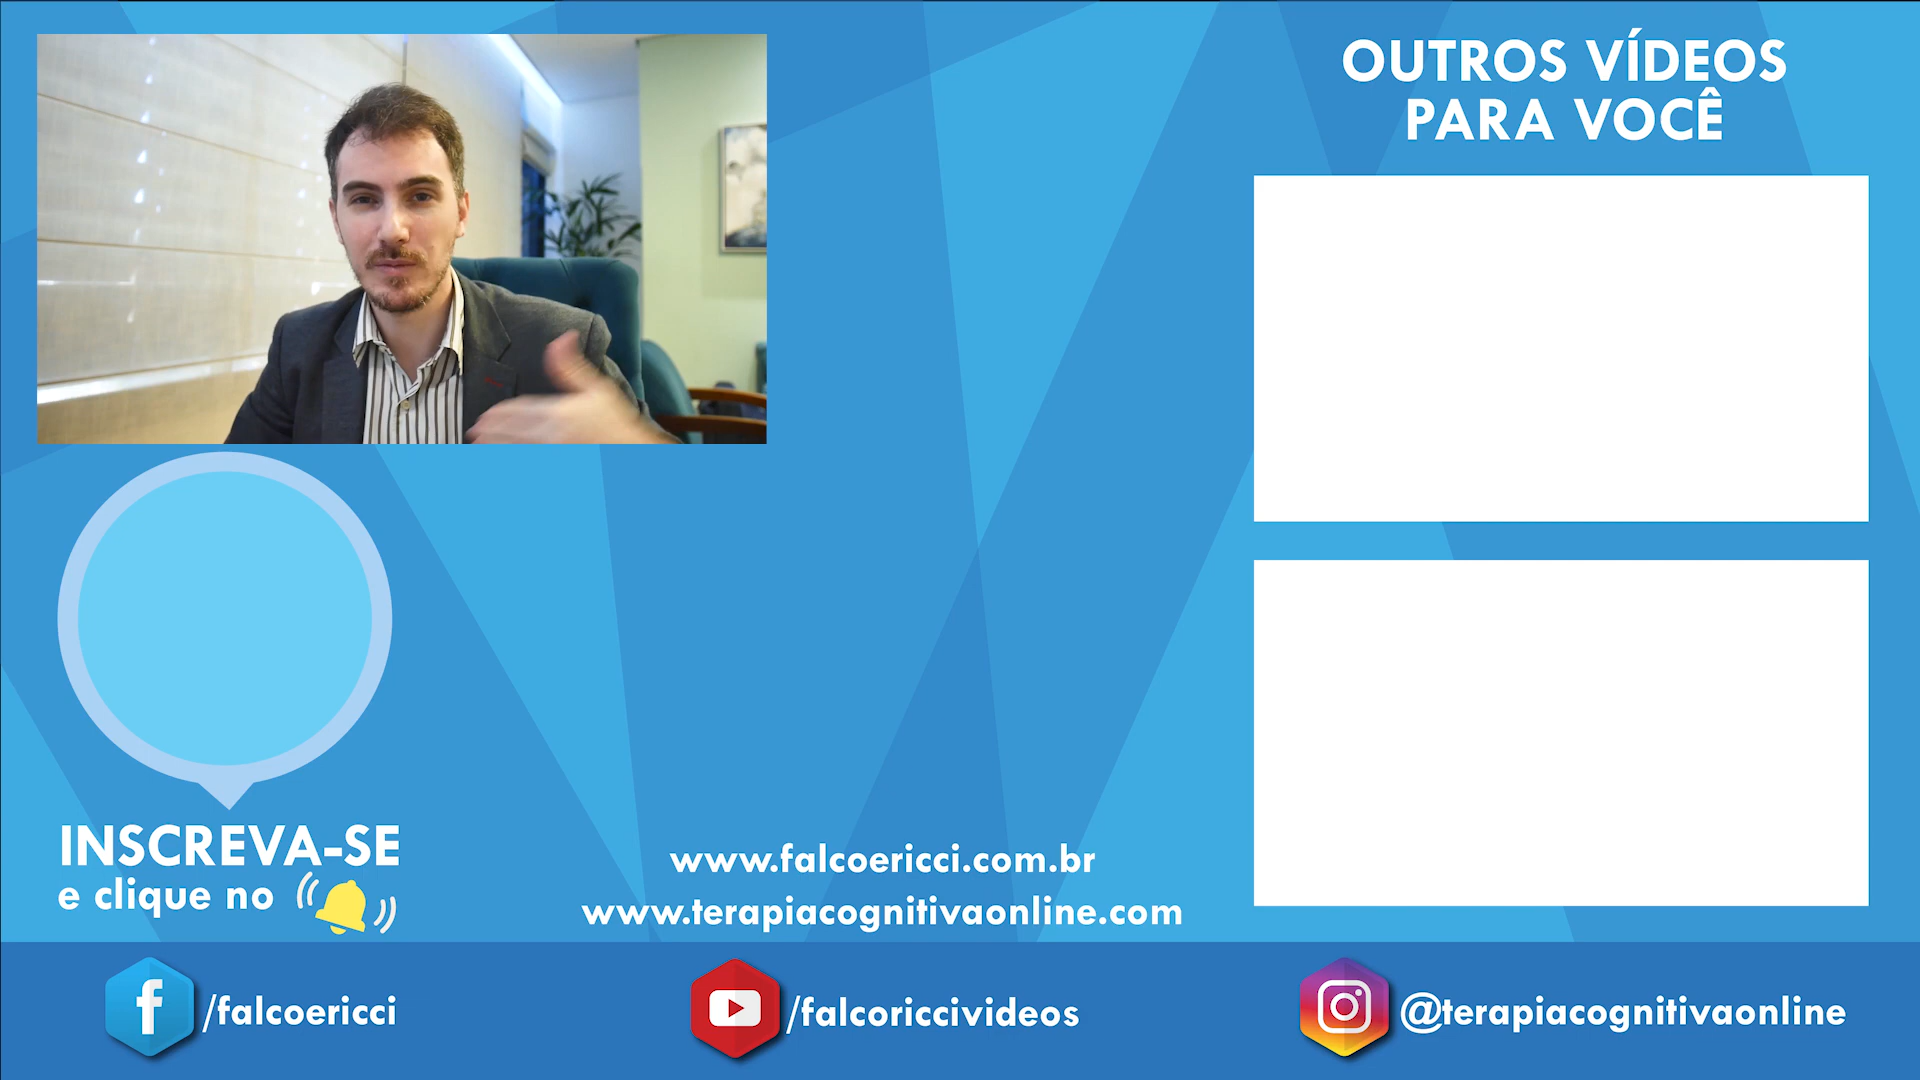 OUTROS VÍDEOS
PARA VOCÊ
INSCREVA-SE
e clique no
www.falcoericci.com.br
www.terapiacognitivaonline.com
/falcoericci
/falcoriccivideos
@terapiacognitivaonline